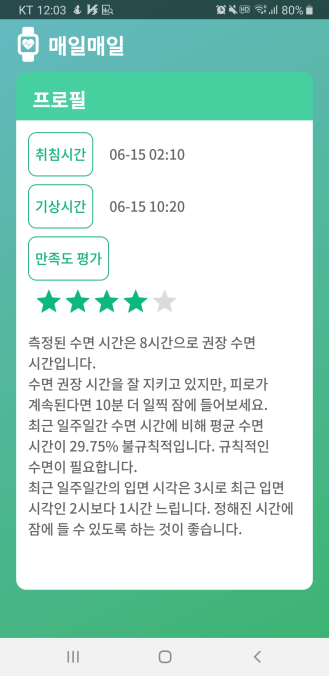 KT 12:03 80%
매일매일
프로필
취침시간 06-15 02:10
기상시간 06-15 10:20
만족도 평가
측정된 수면 시간은 8시간으로 권장 수면
시간입니다.
수면 권장 시간을 잘 지키고 있지만, 피로가
계속된다면 10분 더 일찍 잠에 들어보세요.
최근 일주일간 수면 시간에 비해 평균 수면
시간이 29.75% 불규칙적입니다. 규칙적인
수면이 필요합니다.
최근 일주일간의 입면 시각은 3시로 최근 입면
시각인 2시보다 1시간 느립니다. 정해진 시간에
잠에 들 수 있도록 하는 것이 좋습니다.